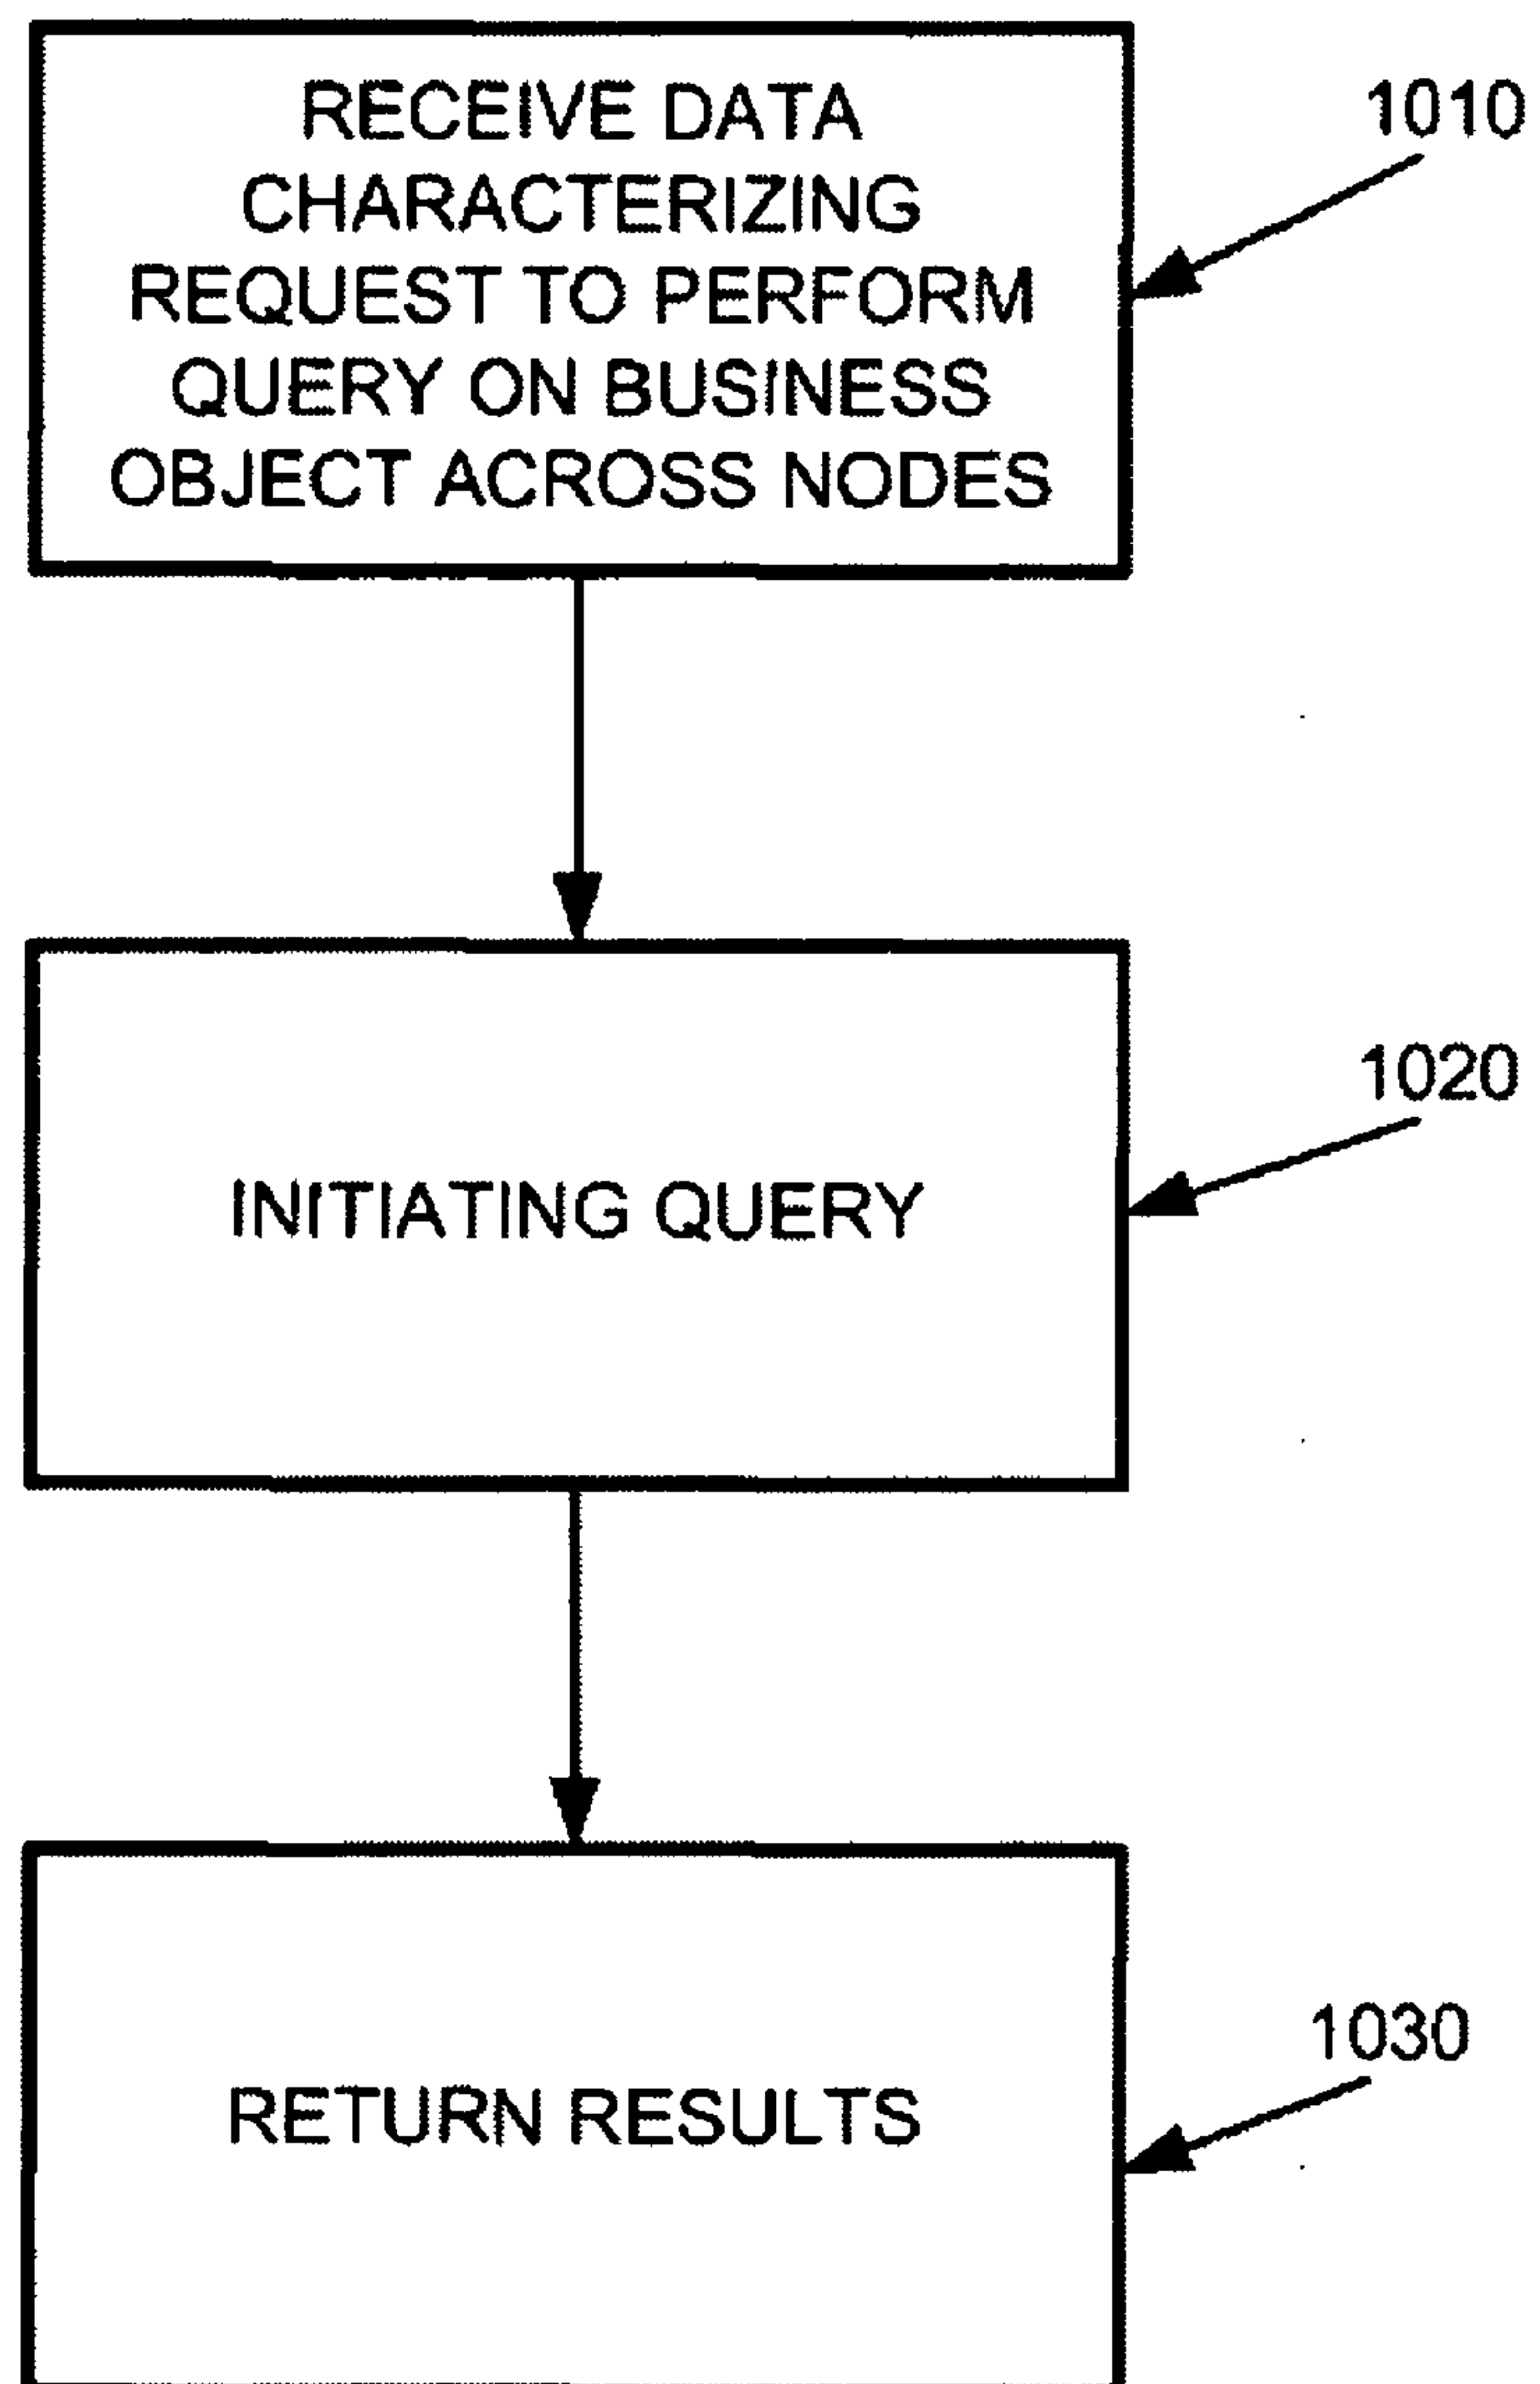 RECEIVE DATA
CHARACTERIZING
REQUEST TO PERFORM
QUERY ON BUSINESS
OBJECT ACROSS NODES
1010
INITIATING QUERY
1020
RETURN RESULTS
1030